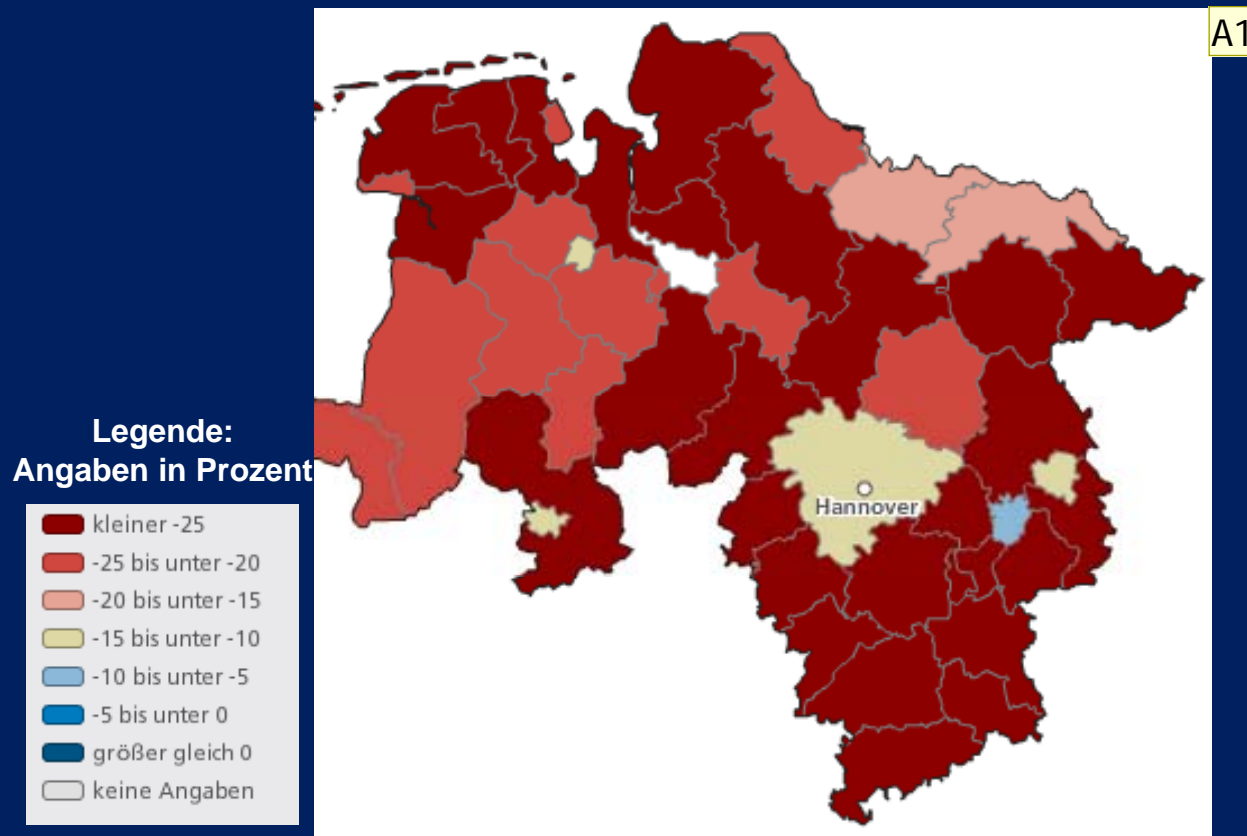 A1
Hannover
Legende:
Angaben in Prozent
kleiner -25
-25 bis unter -20
-20 bis unter -15
-15 bis unter -10
-10 bis unter -5
-5 bis unter 0
größer gleich 0
keine Angaben